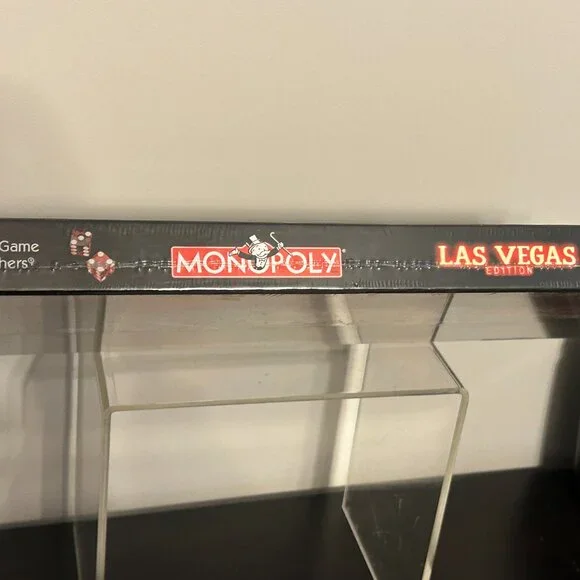 Game
hers®
MONOPOLY®
LAS VEGAS
EDITION